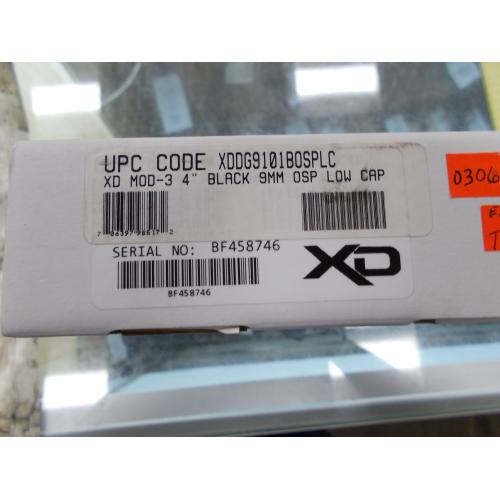 UPC CODE XDDG9101BOSPLC
XD MOD-3 4" BLACK 9MM OSP LOW CAP
SERIAL NO: BF458746
BF458746
XD
0306